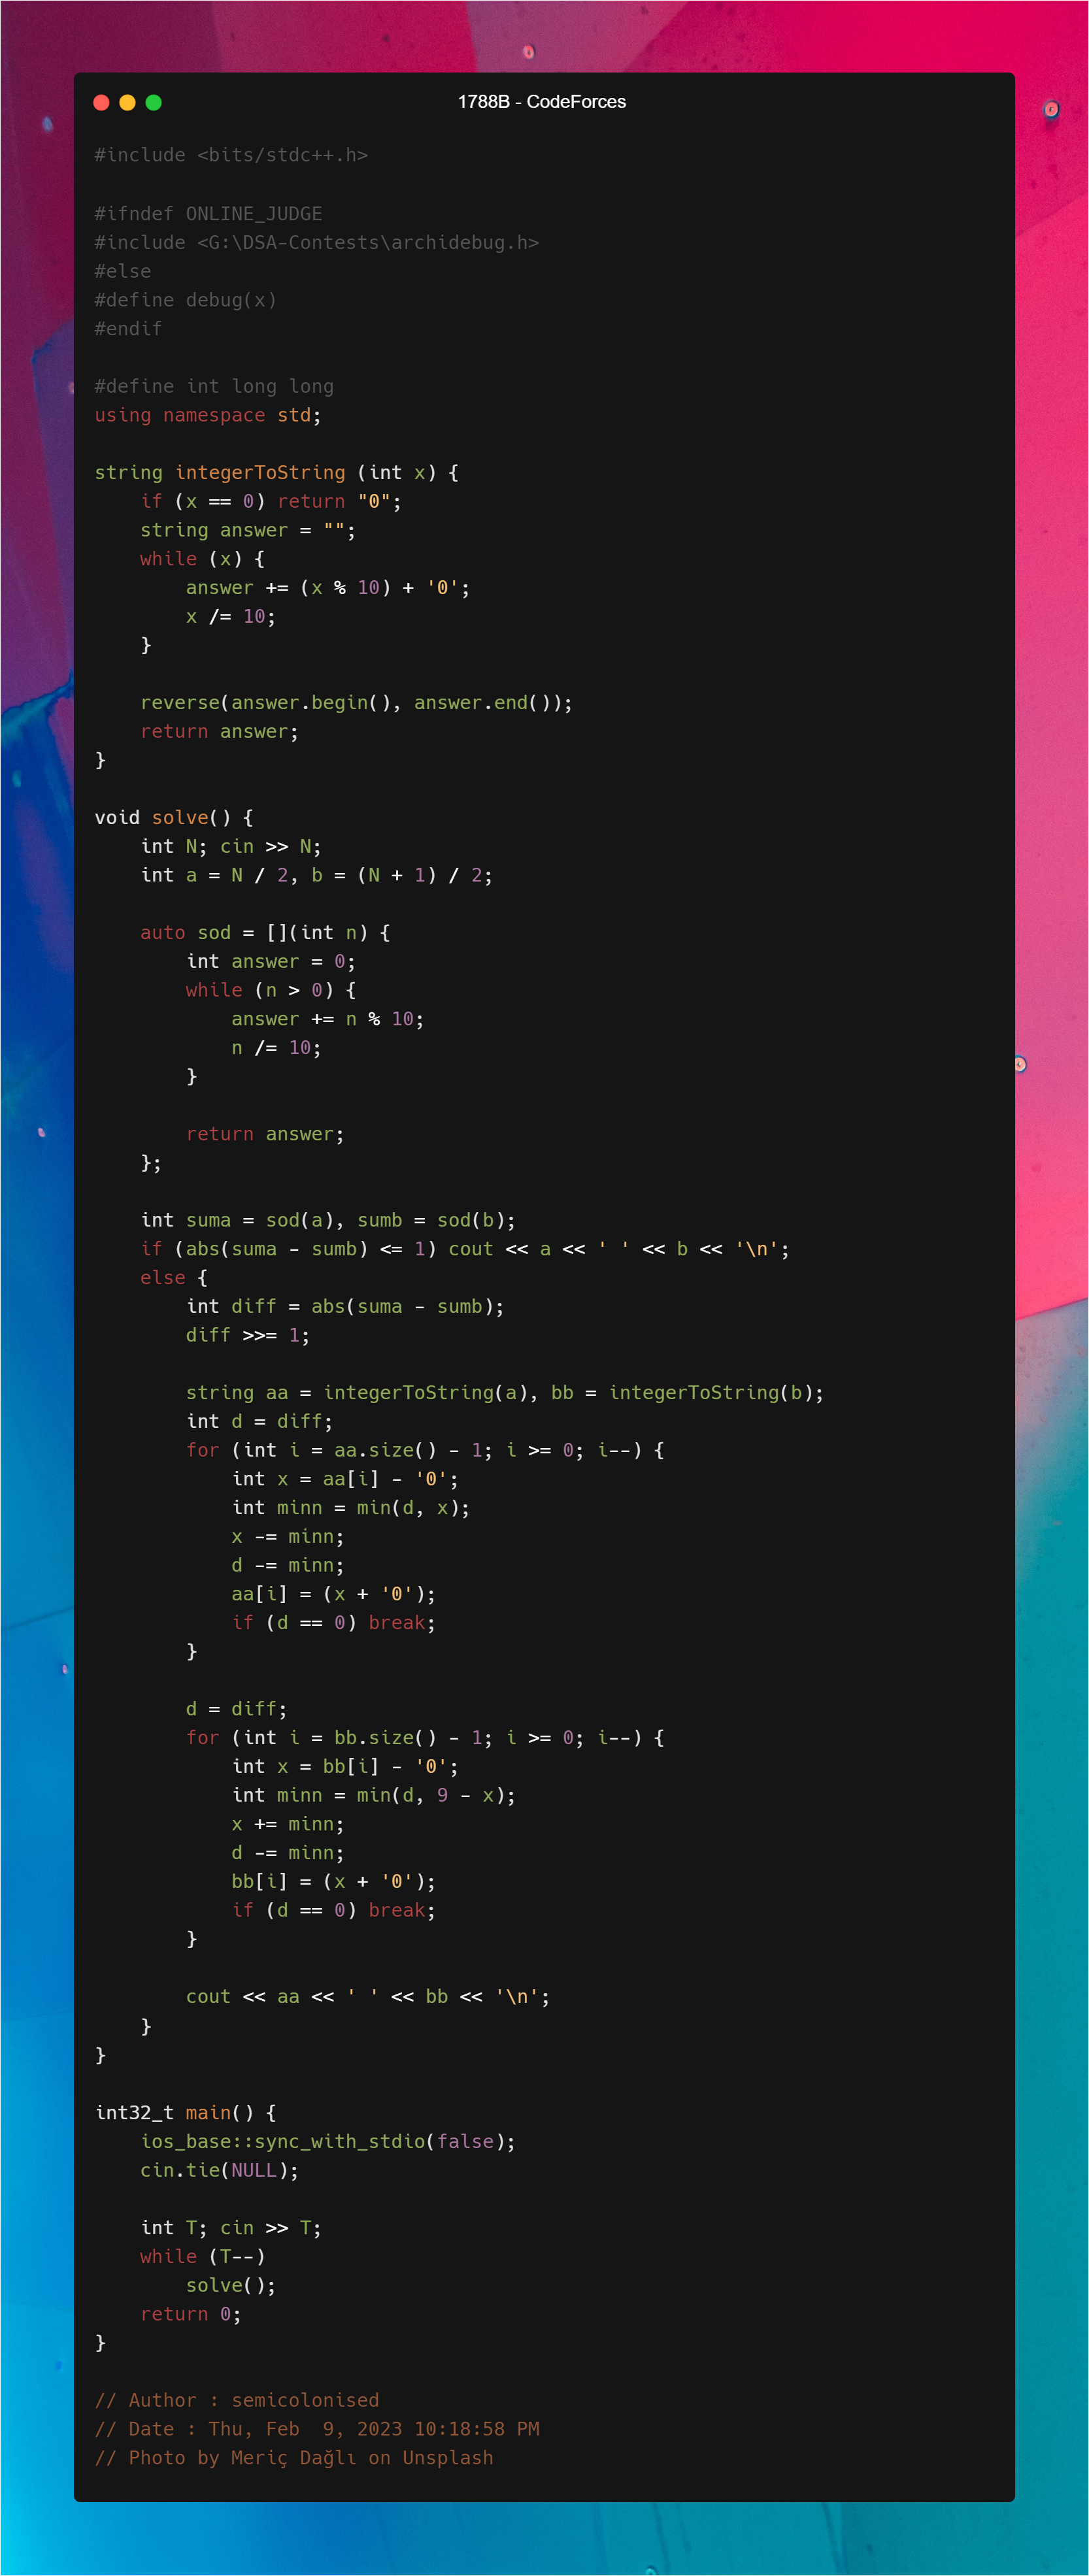 1788B - CodeForces
#include <bits/stdc++.h>
#ifndef ONLINE_JUDGE
#include <G:\DSA-Contests\archidebug.h>
#else
#define debug(x)
#endif
#define int long long
using namespace std;
string integerToString (int x) {
    if (x == 0) return "0";
    string answer = "";
    while (x) {
        answer += (x % 10) + '0';
        x /= 10;
    }
    reverse(answer.begin(), answer.end());
    return answer;
}
void solve() {
    int N; cin >> N;
    int a = N / 2, b = (N + 1) / 2;
    auto sod = [](int n) {
        int answer = 0;
        while (n > 0) {
            answer += n % 10;
            n /= 10;
        }
        return answer;
    };
    int suma = sod(a), sumb = sod(b);
    if (abs(suma - sumb) <= 1) cout << a << ' ' << b << '\n';
    else {
        int diff = abs(suma - sumb);
        diff >>= 1;
        string aa = integerToString(a), bb = integerToString(b);
        int d = diff;
        for (int i = aa.size() - 1; i >= 0; i--) {
            int x = aa[i] - '0';
            int minn = min(d, x);
            x -= minn;
            d -= minn;
            aa[i] = (x + '0');
            if (d == 0) break;
        }
        d = diff;
        for (int i = bb.size() - 1; i >= 0; i--) {
            int x = bb[i] - '0';
            int minn = min(d, 9 - x);
            x += minn;
            d -= minn;
            bb[i] = (x + '0');
            if (d == 0) break;
        }
        cout << aa << ' ' << bb << '\n';
    }
}
int32_t main() {
    ios_base::sync_with_stdio(false);
    cin.tie(NULL);
    int T; cin >> T;
    while (T--)
        solve();
    return 0;
}
// Author : semicolonised
// Date : Thu, Feb  9, 2023 10:18:58 PM
// Photo by Meriç Dağlı on Unsplash